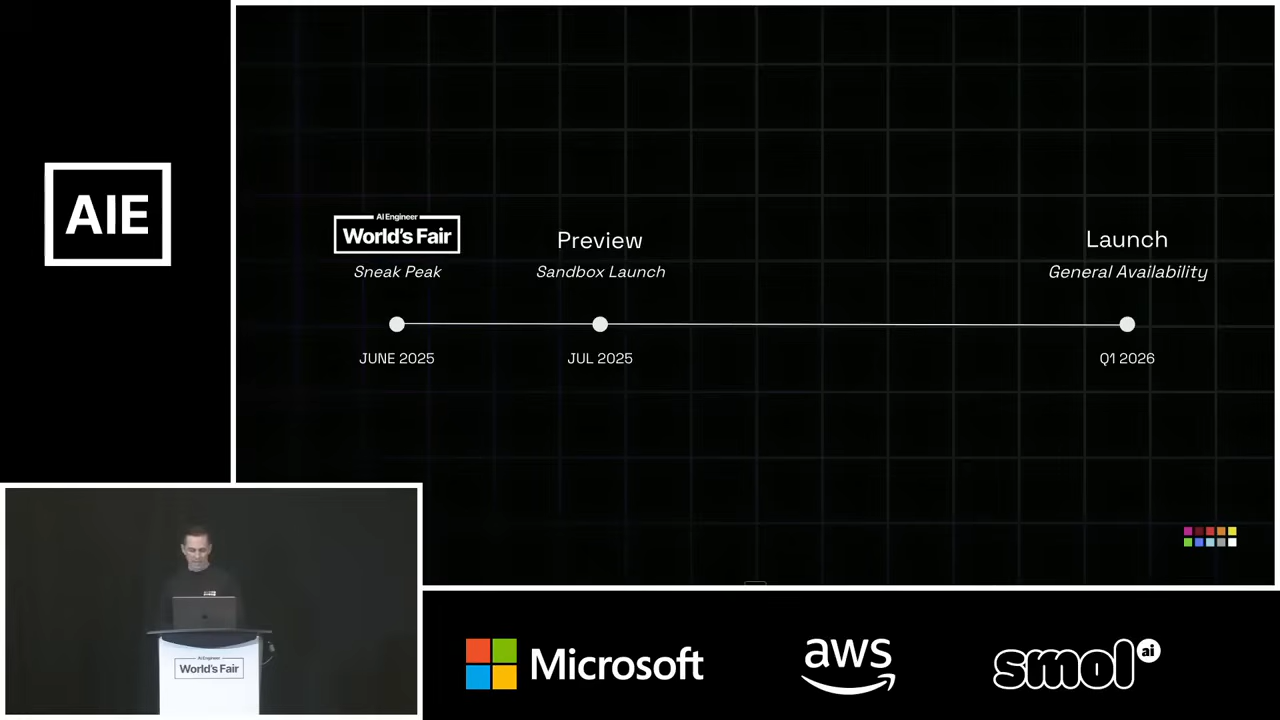 AIE
AI Engineer
World's Fair
Sneak Peak
JUNE 2025
Preview
Sandbox Launch
JUL 2025
Launch
General Availability
Q1 2026
AI Engineer
World's Fair
Microsoft
aws
smol ai